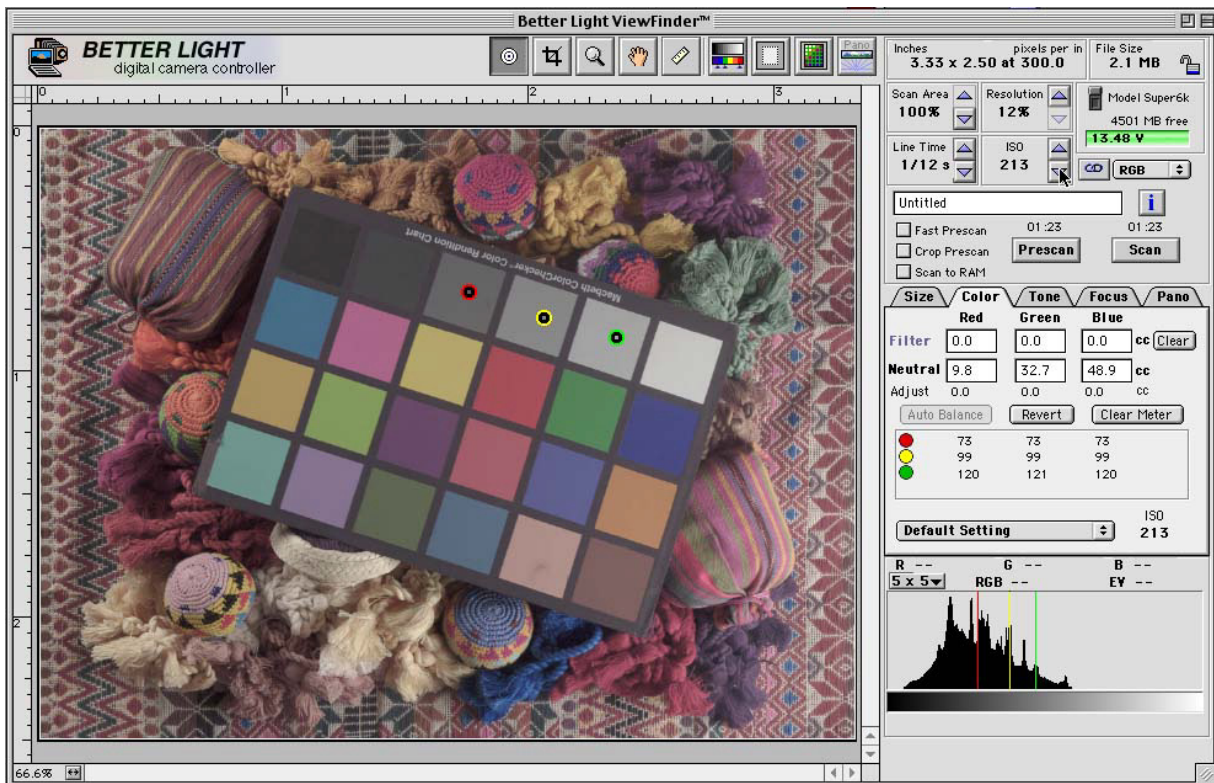 Better Light ViewFinder™
BETTER LIGHT
digital camera controller
Pano
Inches pixels per in
3.33 x 2.50 at 300.0
File Size
2.1 MB
Scan Area
100%
Resolution
12%
Model Super6k
4501 MB free
13.48 V
Line Time
1/12 s
ISO
213
RGB
Untitled
i
Fast Prescan
Crop Prescan
Scan to RAM
01:23
Prescan
01:23
Scan
Size Color Tone Focus Pano
Red Green Blue
Filter 0.0 0.0 0.0 cc Clear
Neutral 9.8 32.7 48.9 cc
Adjust 0.0 0.0 0.0 cc
Auto Balance Revert Clear Meter
73 73 73
99 99 99
120 121 120
Default Setting
ISO
213
R -- G -- B --
5 x 5 RGB -- EV --
0 1 2 3
0
1
2
Macbeth ColorChecker™ Color Rendition Chart
66.6%